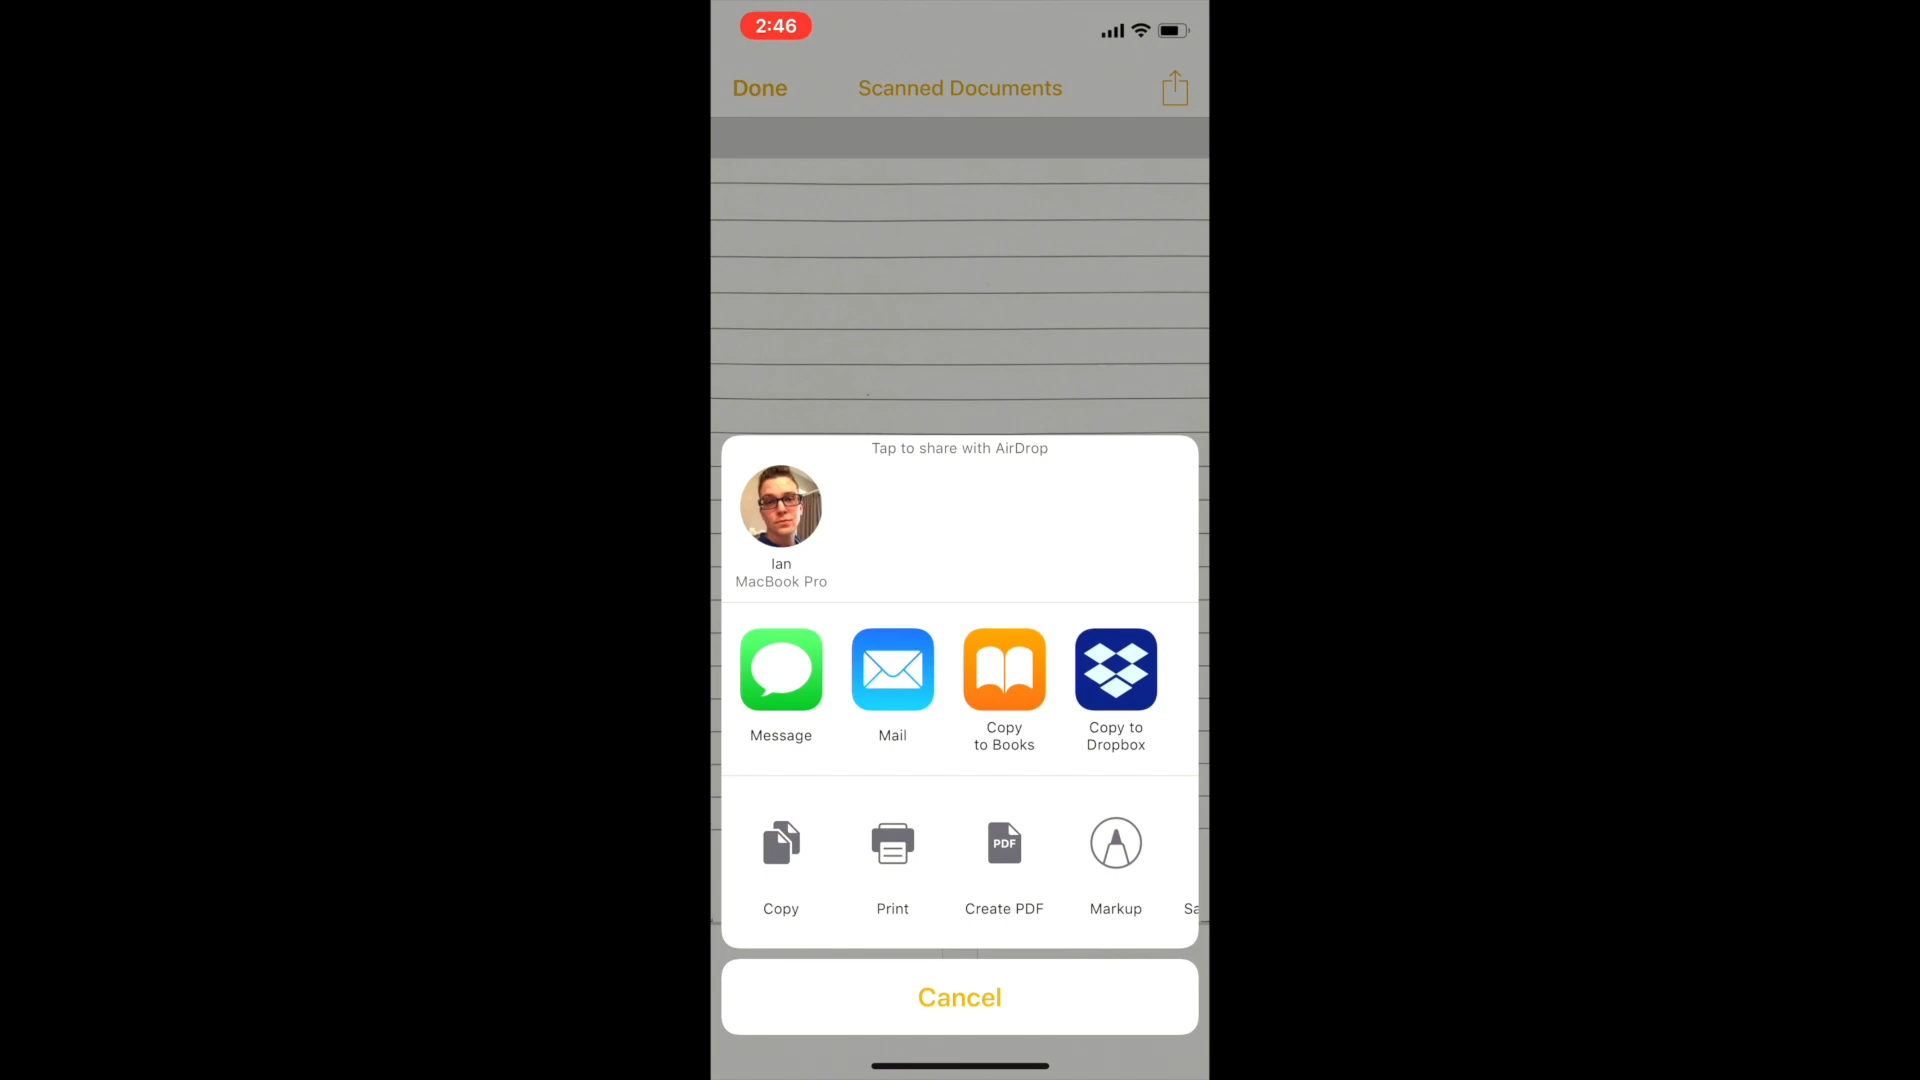 2:46
Done
Scanned Documents
Tap to share with AirDrop
Ian
MacBook Pro
Message
Mail
Copy
to Books
Copy to
Dropbox
PDF
Copy
Print
Create PDF
Markup
Sa
Cancel